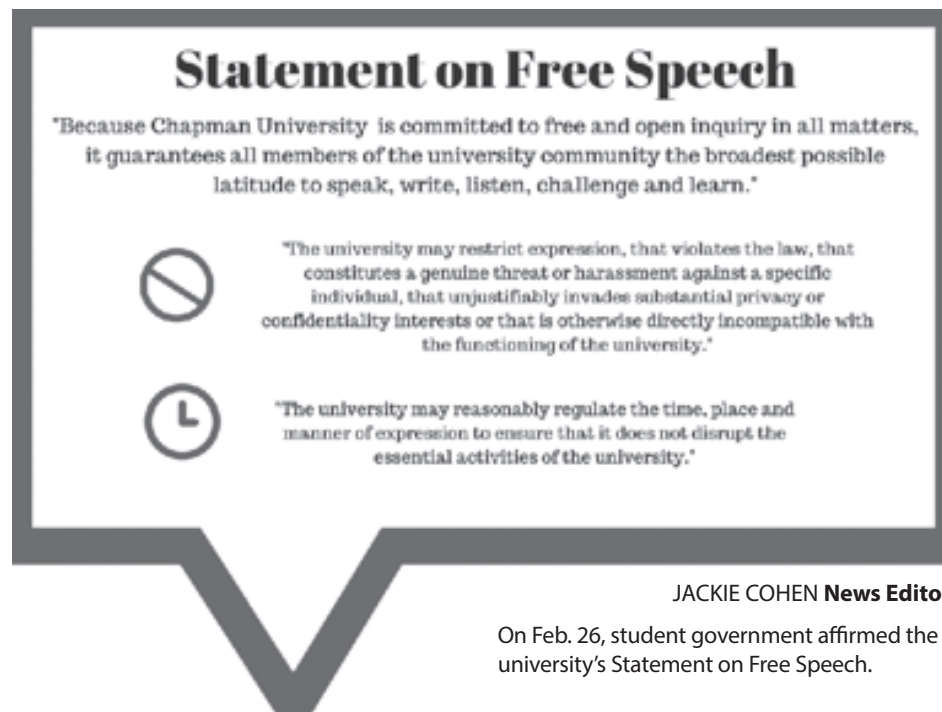 Statement on Free Speech
"Because Chapman University is committed to free and open inquiry in all matters,
it guarantees all members of the university community the broadest possible
latitude to speak, write, listen, challenge and learn."
"The university may restrict expression, that violates the law, that
constitutes a genuine threat or harassment against a specific
individual, that unjustifiably invades substantial privacy or
confidentiality interests or that is otherwise directly incompatible with
the functioning of the university."
"The university may reasonably regulate the time, place and
manner of expression to ensure that it does not disrupt the
essential activities of the university."
JACKIE COHEN News Edito
On Feb. 26, student government affirmed the
university's Statement on Free Speech.